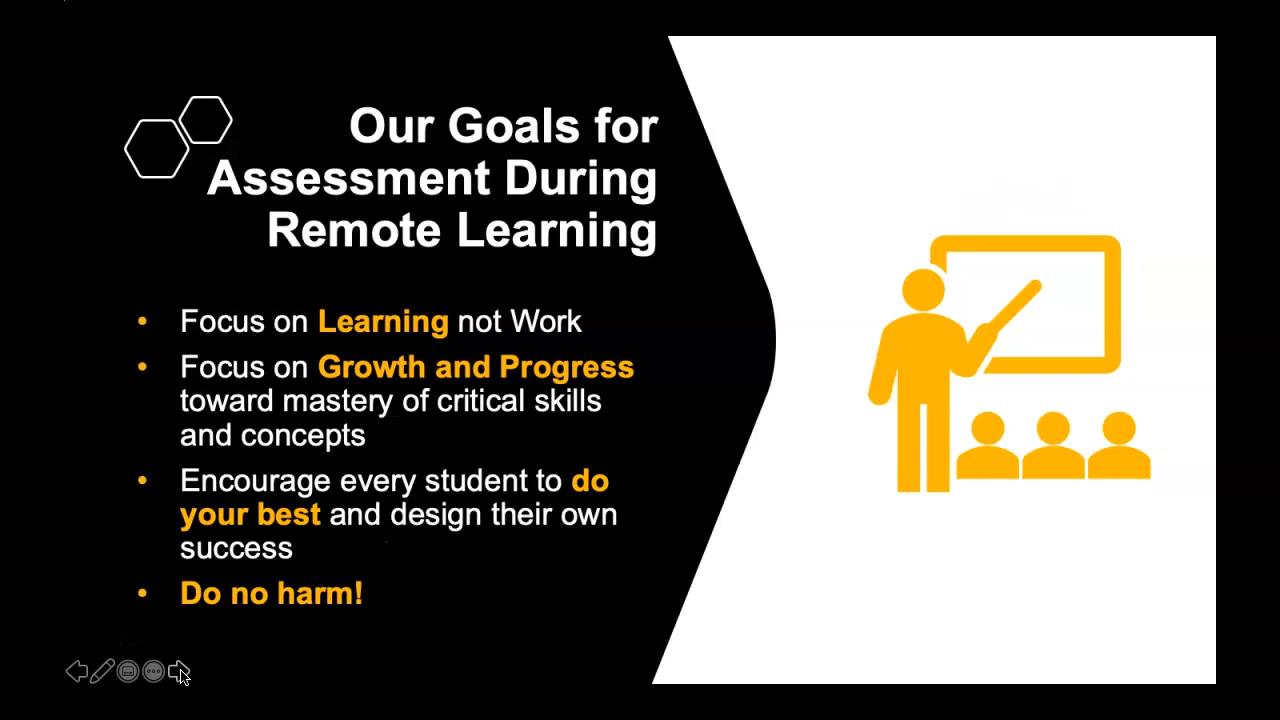 Our Goals for
Assessment During
Remote Learning
• Focus on Learning not Work
• Focus on Growth and Progress
toward mastery of critical skills
and concepts
• Encourage every student to do
your best and design their own
success
• Do no harm!